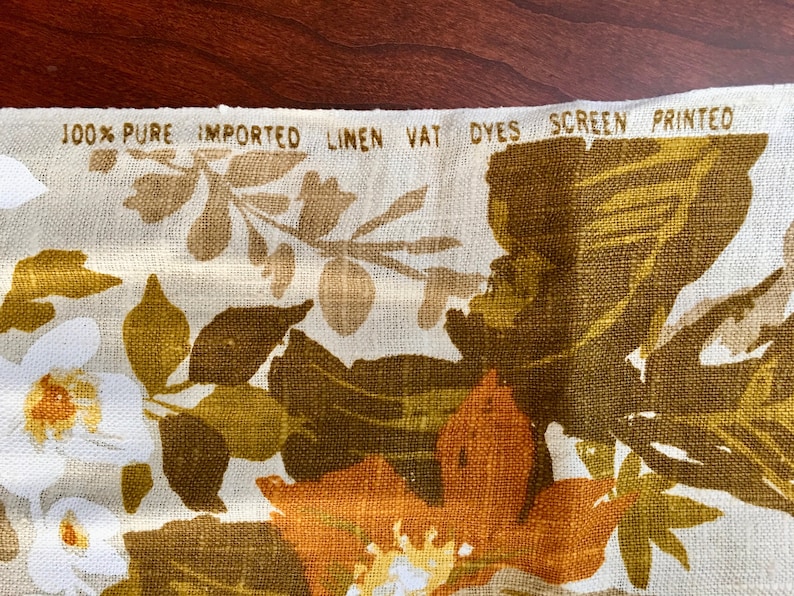 100% PURE IMPORTED LINEN VAT DYES SCREEN PRINTED